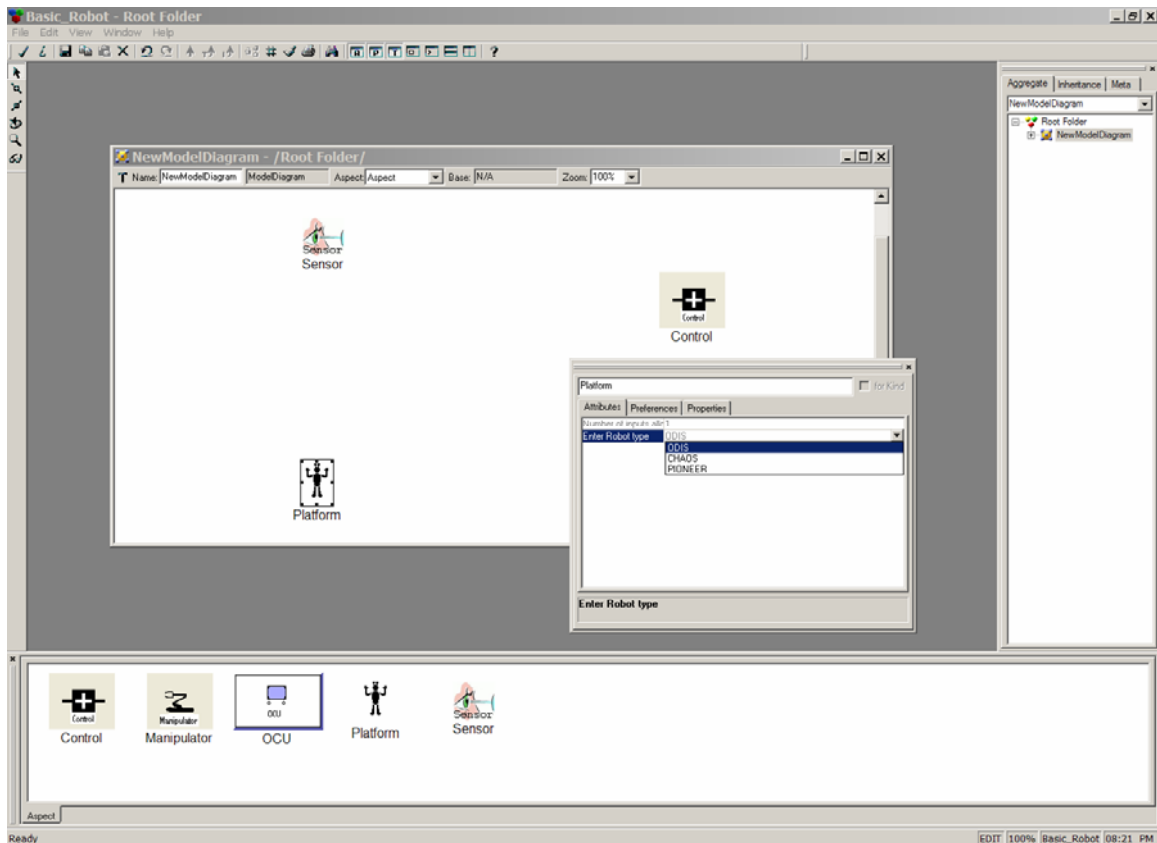 Basic_Robot - Root Folder
File Edit View Window Help
Aggregate Inheritance Meta
NewModelDiagram
Root Folder
NewModelDiagram
NewModelDiagram - /Root Folder/
Name: NewModelDiagram ModelDiagram Aspect: Aspect Base: N/A Zoom: 100%
Sensor
Sensor
Control
Control
Platform
Platform
for Kind
Attributes Preferences Properties
Number of inputs
Enter Robot type ODIS
ODIS
CHAOS
PIONEER
Enter Robot type
Control
Control
Manipulator
Manipulator
OCU
OCU
Platform
Sensor
Sensor
Aspect
Ready
EDIT 100% Basic_Robot 08:21 PM